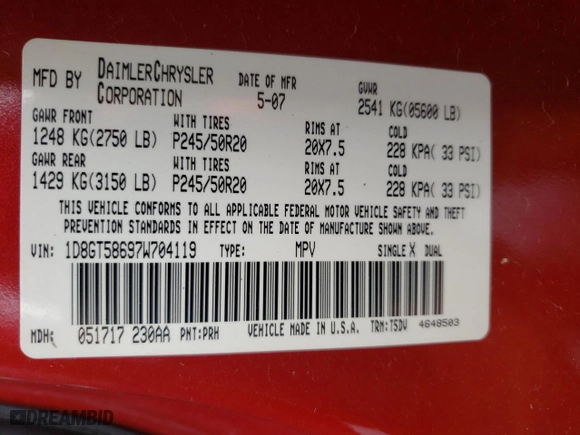 MFD BY DAIMLERCHRYSLER CORPORATION DATE OF MFR 5-07 GVWR 2541 KG(05600 LB)
GAWR FRONT WITH TIRES RIMS AT COLD
1248 KG(2750 LB) P245/50R20 20X7.5 228 KPA( 33 PSI)
GAWR REAR WITH TIRES RIMS AT COLD
1429 KG(3150 LB) P245/50R20 20X7.5 228 KPA( 33 PSI)
THIS VEHICLE CONFORMS TO ALL APPLICABLE FEDERAL MOTOR VEHICLE SAFETY AND THEFT
PREVENTION STANDARDS IN EFFECT ON THE DATE OF MANUFACTURE SHOWN ABOVE.
VIN: 1D8GT58697W704119 TYPE: MPV SINGLE X DUAL
MDH: 051717 230AA PNT:PRH VEHICLE MADE IN U.S.A. TRM:T5DV 4648503
DREAMBID